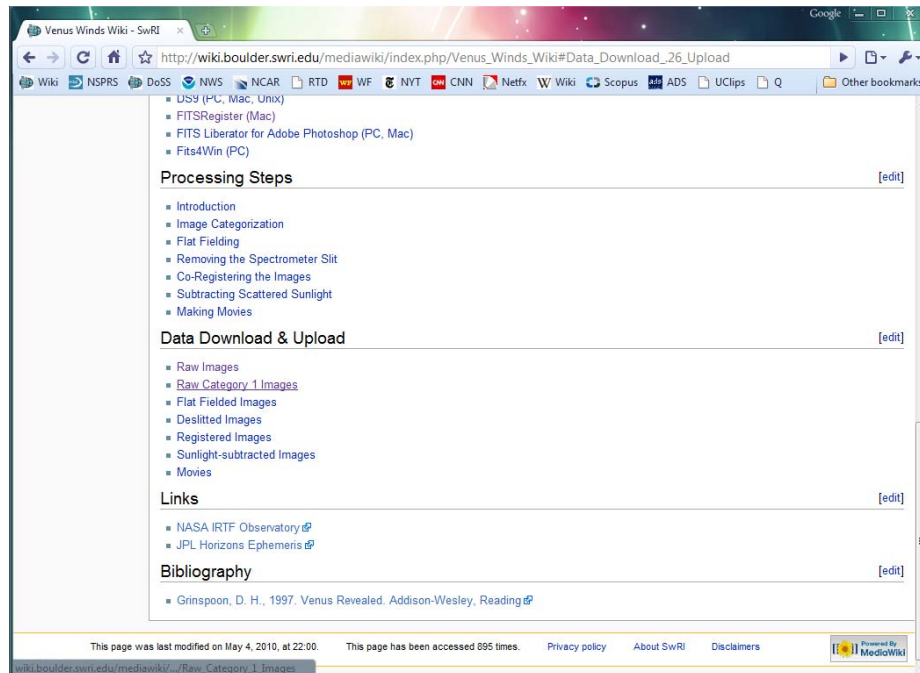 Google
Venus Winds Wiki - SwRI
http://wiki.boulder.swri.edu/mediawiki/index.php/Venus_Winds_Wiki#Data_Download_.26_Upload
Wiki NSPRS DoSS NWS NCAR RTD WF WF NYT CNN CNN Netfx W Wiki Scopus ads ADS UClips Q Other bookmarks
DS9 (PC, Mac, Unix)
FITSRegister (Mac)
FITS Liberator for Adobe Photoshop (PC, Mac)
Fits4Win (PC)
Processing Steps [edit]
Introduction
Image Categorization
Flat Fielding
Removing the Spectrometer Slit
Co-Registering the Images
Subtracting Scattered Sunlight
Making Movies
Data Download & Upload [edit]
Raw Images
Raw Category 1 Images
Flat Fielded Images
Deslitted Images
Registered Images
Sunlight-subtracted Images
Movies
Links [edit]
NASA IRTF Observatory
JPL Horizons Ephemeris
Bibliography [edit]
Grinspoon, D. H., 1997. Venus Revealed. Addison-Wesley, Reading
This page was last modified on May 4, 2010, at 22:00. This page has been accessed 895 times. Privacy policy About SwRI Disclaimers Powered By MediaWiki
wiki.boulder.swri.edu/mediawiki/.../Raw_Category_1_Images